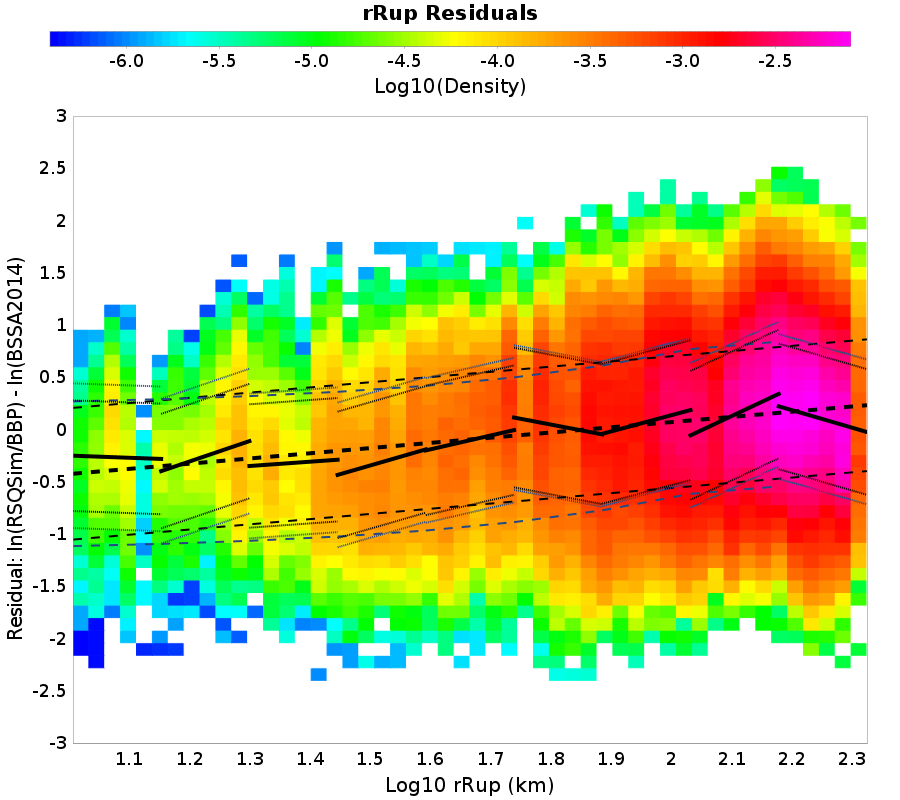 rRup Residuals
-6.0 -5.5 -5.0 -4.5 -4.0 -3.5 -3.0 -2.5
Log10(Density)
3
2.5
2
1.5
1
0.5
0
-0.5
-1
-1.5
-2
-2.5
-3
Residual: ln(RSQSim/BBP) - ln(BSSA2014)
1.1 1.2 1.3 1.4 1.5 1.6 1.7 1.8 1.9 2 2.1 2.2 2.3
Log10 rRup (km)